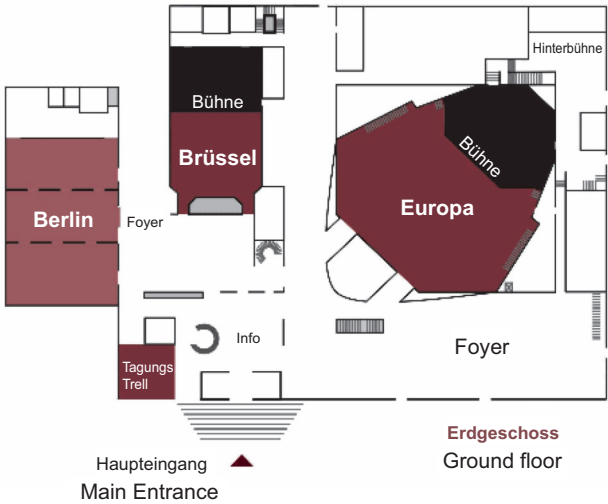 Hinterbühne
Bühne
Brüssel
Bühne
Berlin
Foyer
Europa
Info
Foyer
Tagungs
Trell
Erdgeschoss
Ground floor
Haupteingang
Main Entrance